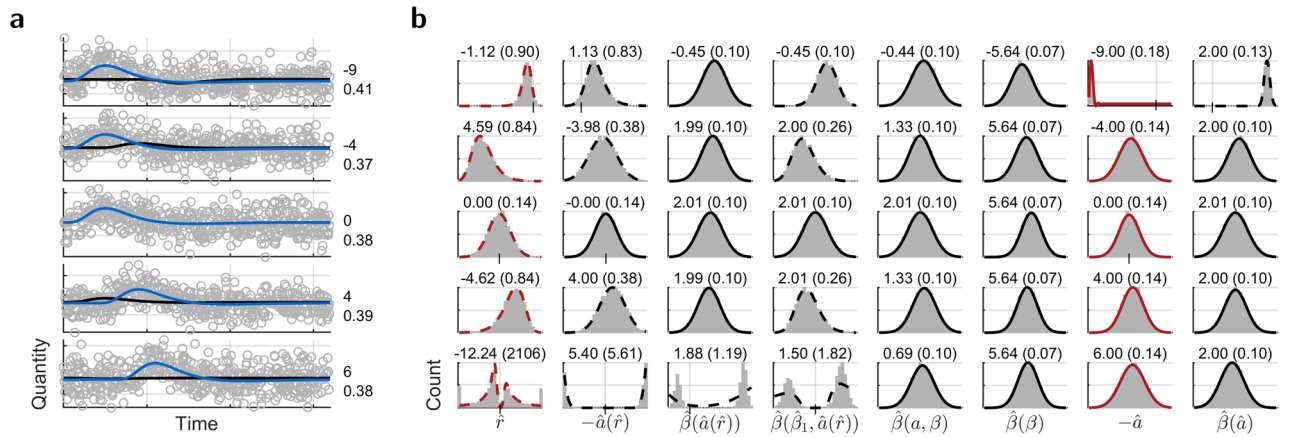 a
-9
0.41
-4
0.37
0
0.38
4
0.39
6
0.38
Quantity
Time
b
-1.12 (0.90) 1.13 (0.83) -0.45 (0.10) -0.45 (0.10) -0.44 (0.10) -5.64 (0.07) -9.00 (0.18) 2.00 (0.13)
4.59 (0.84) -3.98 (0.38) 1.99 (0.10) 2.00 (0.26) 1.33 (0.10) 5.64 (0.07) -4.00 (0.14) 2.00 (0.10)
0.00 (0.14) -0.00 (0.14) 2.01 (0.10) 2.01 (0.10) 2.01 (0.10) 5.64 (0.07) 0.00 (0.14) 2.01 (0.10)
-4.62 (0.84) 4.00 (0.38) 1.99 (0.10) 2.01 (0.26) 1.33 (0.10) 5.64 (0.07) 4.00 (0.14) 2.00 (0.10)
-12.24 (2106) 5.40 (5.61) 1.88 (1.19) 1.50 (1.82) 0.69 (0.10) 5.64 (0.07) 6.00 (0.14) 2.00 (0.10)
Count
r̂ -â(r̂) β̂(â(r̂)) β̂(β̂₁, â(r̂)) β̂(a, β) β̂(β) -â β̂(â)